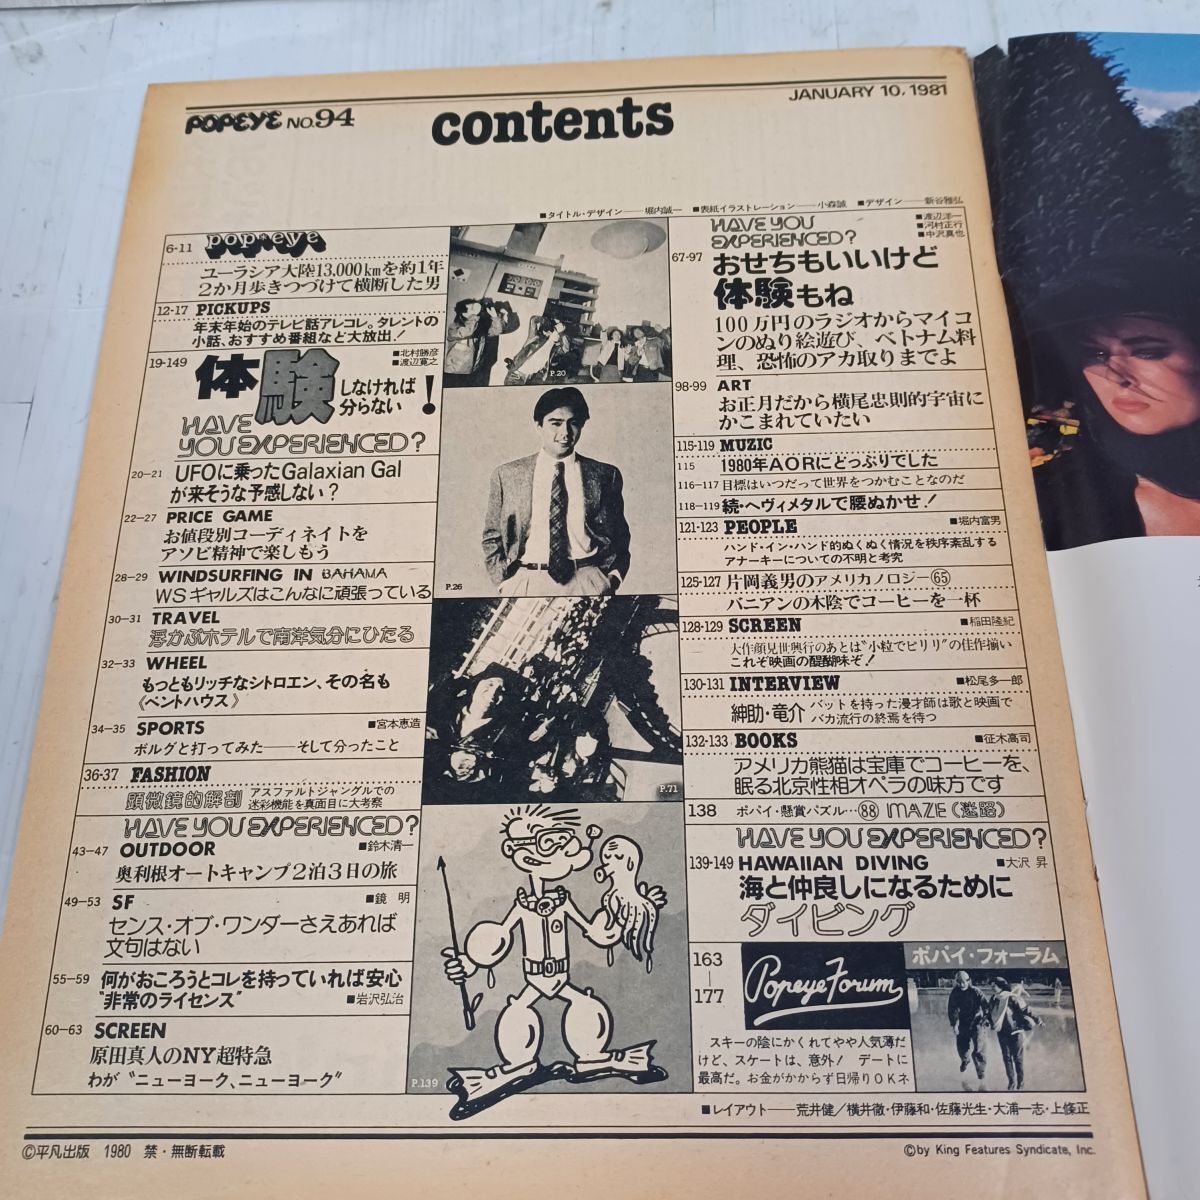 POPEYE No.94
contents
JANUARY 10, 1981
■タイトル・デザイン——堀内誠一 ■表紙イラストレーション——小森誠 ■デザイン——新谷雅弘
6-11 pop•eye
ユーラシア大陸13,000kmを約1年
2か月歩きつづけて横断した男
12-17 PICKUPS
年末年始のテレビ話アレコレ。タレントの
小話、おすすめ番組など大放出!
19-149 体験しなければ分らない!
■北村勝彦
■渡辺寛之
HAVE
YOU EXPERIENCED?
20-21 UFOに乗ったGalaxian Gal
が来そうな予感しない?
22-27 PRICE GAME
お値段別コーディネイトを
アソビ精神で楽しもう
28-29 WINDSURFING IN BAHAMA
WSギャルズはこんなに頑張っている
30-31 TRAVEL
浮かぶホテルで南洋気分にひたる
32-33 WHEEL
もっともリッチなシトロエン、その名も
《ペントハウス》
34-35 SPORTS ■宮本恵造
ボルグと打ってみた——そして分ったこと
36-37 FASHION
顕微鏡的解剖 アスファルトジャングルでの
迷彩機能を真面目に大考察
HAVE YOU EXPERIENCED?
43-47 OUTDOOR ■鈴木清一
奥利根オートキャンプ2泊3日の旅
49-53 SF ■鏡 明
センス・オブ・ワンダーさえあれば
文句はない
55-59 何がおころうとコレを持っていれば安心
"非常のライセンス" ■岩沢弘治
60-63 SCREEN
原田真人のNY超特急
わが"ニューヨーク、ニューヨーク"
P.20
P.26
P.71
P.139
HAVE YOU
EXPERIENCED?
■渡辺洋一
■河村正行
■中沢真也
67-97 おせちもいいけど
体験もね
100万円のラジオからマイコ
ンのぬり絵遊び、ベトナム料
理、恐怖のアカ取りまでよ
98-99 ART
お正月だから横尾忠則的宇宙に
かこまれていたい
115-119 MUZIC
115 1980年AORにどっぷりでした
116-117 目標はいつだって世界をつかむことなのだ
118-119 続・ヘヴィメタルで腰ぬかせ!
121-123 PEOPLE ■堀内富男
ハンド・イン・ハンド的ぬくぬく情況を秩序紊乱する
アナーキーについての不明と考究
125-127 片岡義男のアメリカノロジー65
バニアンの木陰でコーヒーを一杯
128-129 SCREEN ■稲田隆紀
大作顔見世興行のあとは"小粒でピリリ"の佳作揃い
これぞ映画の醍醐味ぞ!
130-131 INTERVIEW ■松尾多一郎
紳助・竜介 バットを持った漫才師は歌と映画で
バカ流行の終焉を待つ
132-133 BOOKS ■征木高司
アメリカ熊猫は宝庫でコーヒーを、
眠る北京性相オペラの味方です
138 ポパイ・懸賞パズル…88 MAZE(迷路)
HAVE YOU EXPERIENCED?
139-149 HAWAIIAN DIVING ■大沢 昇
海と仲良しになるために
ダイビング
163-177 Popeye Forum
ポパイ・フォーラム
スキーの陰にかくれてやや人気薄だ
けど、スケートは、意外! デートに
最高だ。お金がかからず日帰りOKネ
■レイアウト——荒井健/横井徹・伊藤和・佐藤光生・大浦一志・上條正
©平凡出版 1980 禁・無断転載
©by King Features Syndicate, Inc.